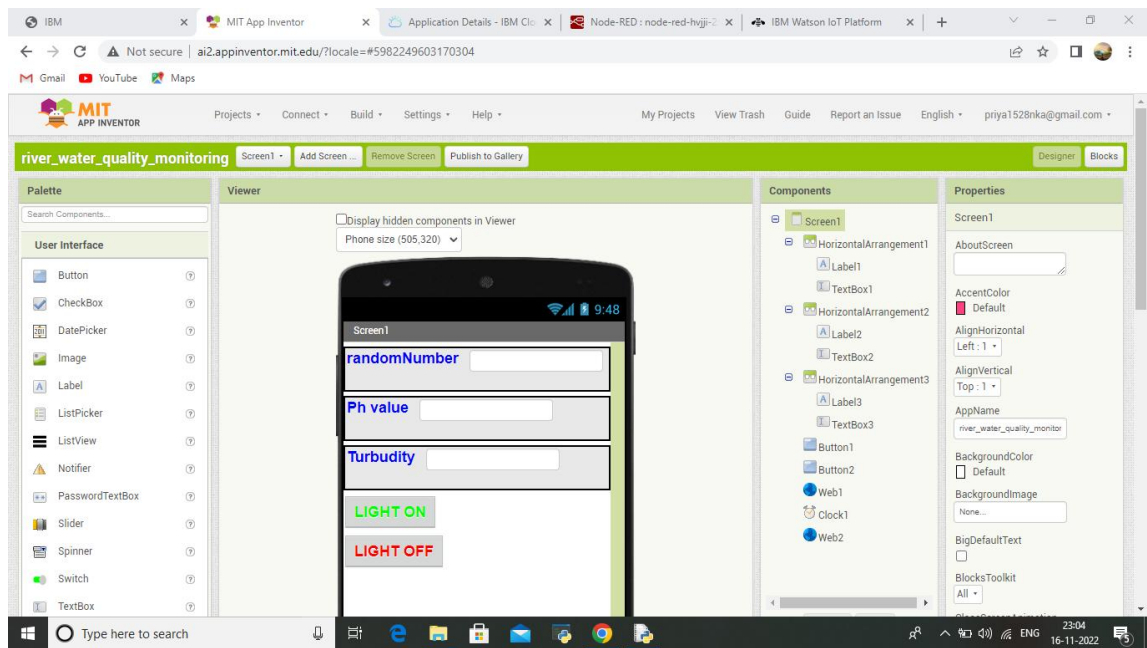 IBM
MIT App Inventor
Application Details - IBM Clo
Node-RED : node-red-hvjji-2
IBM Watson IoT Platform
Not secure ai2.appinventor.mit.edu/?locale=#5982249603170304
Gmail YouTube Maps
MIT
APP INVENTOR
Projects Connect Build Settings Help My Projects View Trash Guide Report an Issue English priya1528nka@gmail.com
river_water_quality_monitoring Screen1 Add Screen ... Remove Screen Publish to Gallery Designer Blocks
Palette
Search Components...
User Interface
Button
CheckBox
DatePicker
Image
Label
ListPicker
ListView
Notifier
PasswordTextBox
Slider
Spinner
Switch
TextBox
Viewer
Display hidden components in Viewer
Phone size (505,320)
9:48
Screen1
randomNumber
Ph value
Turbudity
LIGHT ON
LIGHT OFF
Components
Screen1
HorizontalArrangement1
Label1
TextBox1
HorizontalArrangement2
Label2
TextBox2
HorizontalArrangement3
Label3
TextBox3
Button1
Button2
Web1
Clock1
Web2
Properties
Screen1
AboutScreen
AccentColor
Default
AlignHorizontal
Left : 1
AlignVertical
Top : 1
AppName
river_water_quality_monitor
BackgroundColor
Default
BackgroundImage
None...
BigDefaultText
BlocksToolkit
All
Type here to search
ENG
23:04
16-11-2022